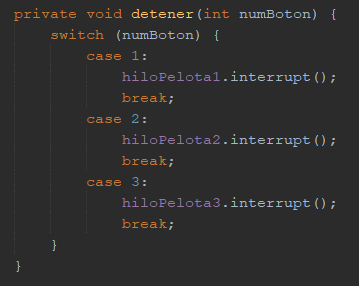 private void detener(int numBoton) {
    switch (numBoton) {
        case 1:
            hiloPelota1.interrupt();
            break;
        case 2:
            hiloPelota2.interrupt();
            break;
        case 3:
            hiloPelota3.interrupt();
            break;
    }
}